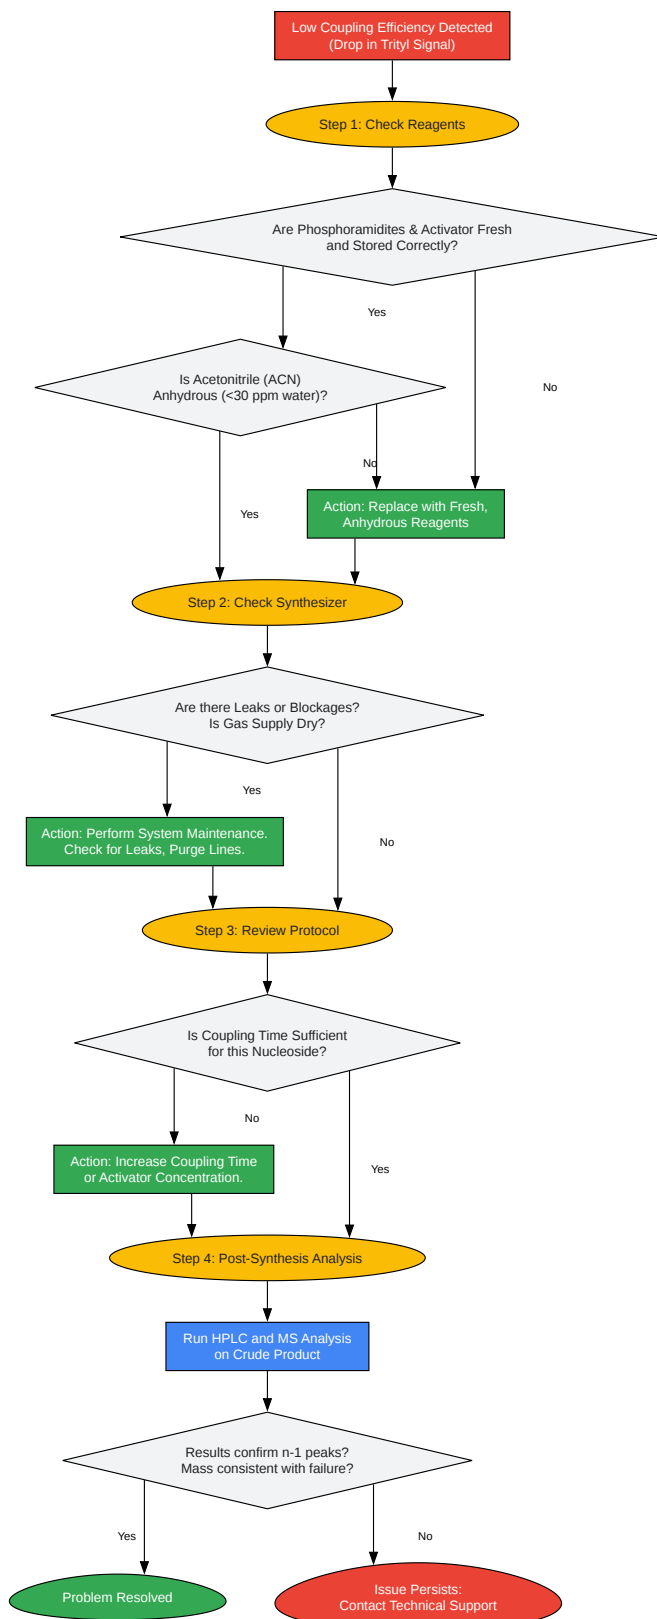 Low Coupling Efficiency Detected
(Drop in Trityl Signal)
Step 1: Check Reagents
Are Phosphoramidites & Activator Fresh
and Stored Correctly?
Yes
Is Acetonitrile (ACN)
Anhydrous (<30 ppm water)?
No
No
Yes
Action: Replace with Fresh,
Anhydrous Reagents
Step 2: Check Synthesizer
Are there Leaks or Blockages?
Is Gas Supply Dry?
Yes
Action: Perform System Maintenance.
Check for Leaks, Purge Lines.
No
Step 3: Review Protocol
Is Coupling Time Sufficient
for this Nucleoside?
No
Action: Increase Coupling Time
or Activator Concentration.
Yes
Step 4: Post-Synthesis Analysis
Run HPLC and MS Analysis
on Crude Product
Results confirm n-1 peaks?
Mass consistent with failure?
Yes
No
Problem Resolved
Issue Persists:
Contact Technical Support